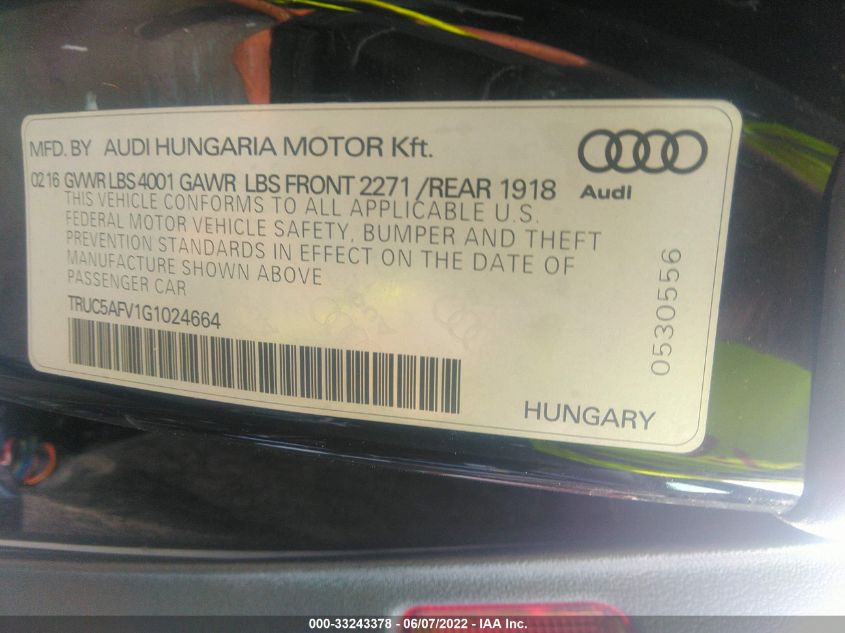 MFD. BY AUDI HUNGARIA MOTOR Kft.
02 16 GVWR LBS 4001 GAWR LBS FRONT 2271 / REAR 1918
Audi
THIS VEHICLE CONFORMS TO ALL APPLICABLE U.S.
FEDERAL MOTOR VEHICLE SAFETY, BUMPER AND THEFT
PREVENTION STANDARDS IN EFFECT ON THE DATE OF
MANUFACTURE SHOWN ABOVE
PASSENGER CAR
TRUC5AFV1G1024664
0530556
HUNGARY
000-33243378 - 06/07/2022 - IAAI.com